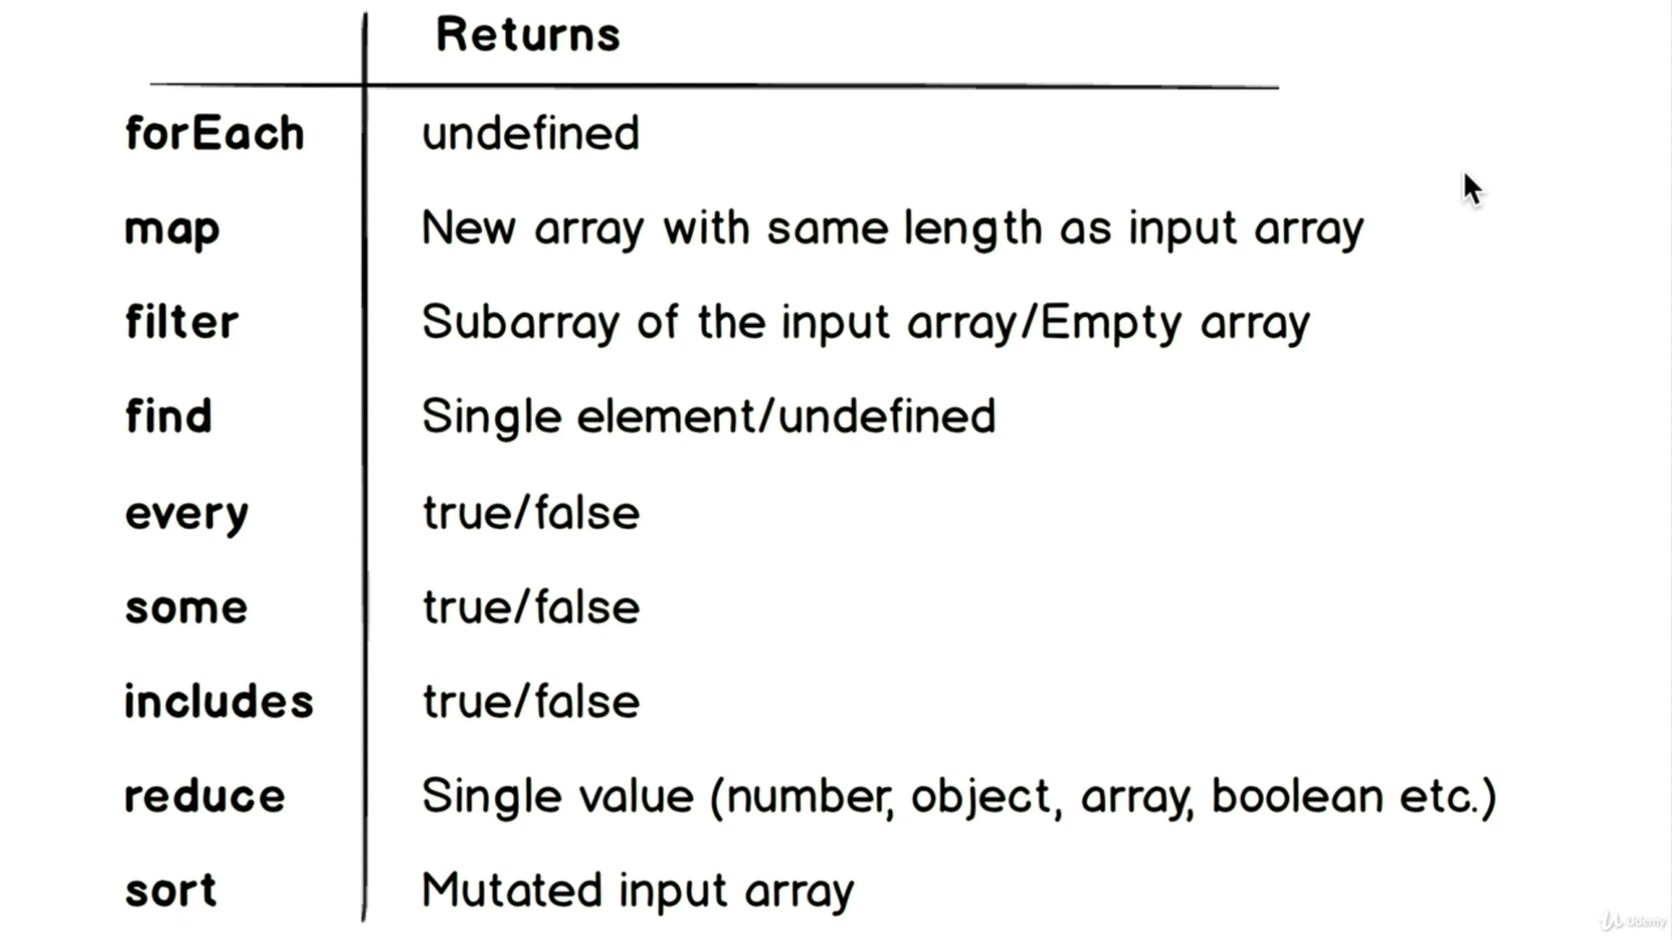 Returns
forEach undefined
map New array with same length as input array
filter Subarray of the input array/Empty array
find Single element/undefined
every true/false
some true/false
includes true/false
reduce Single value (number, object, array, boolean etc.)
sort Mutated input array
Udemy